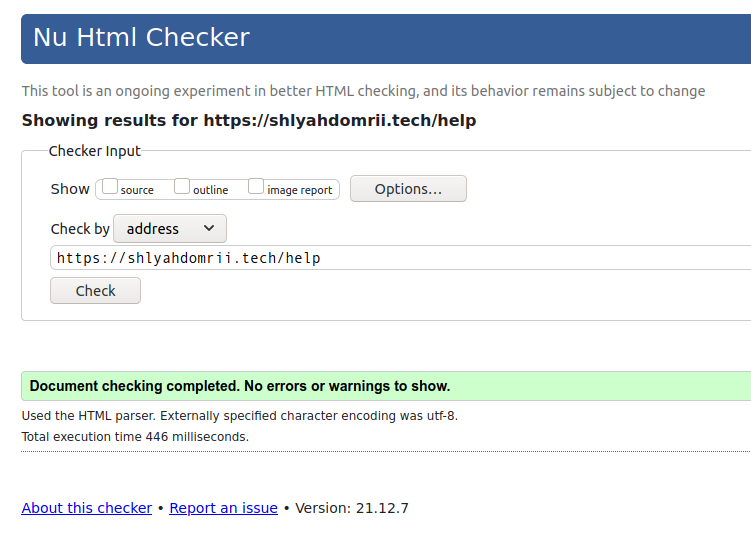 Nu Html Checker
This tool is an ongoing experiment in better HTML checking, and its behavior remains subject to change
Showing results for https://shlyahdomrii.tech/help
Checker Input
Show source outline image report Options...
Check by address
https://shlyahdomrii.tech/help
Check
Document checking completed. No errors or warnings to show.
Used the HTML parser. Externally specified character encoding was utf-8.
Total execution time 446 milliseconds.
About this checker • Report an issue • Version: 21.12.7